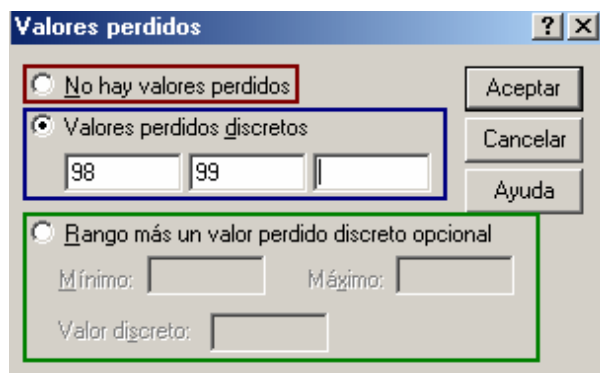 Valores perdidos
No hay valores perdidos
Aceptar
Valores perdidos discretos
Cancelar
98 99
Ayuda
Rango más un valor perdido discreto opcional
Mínimo: Máximo:
Valor discreto: